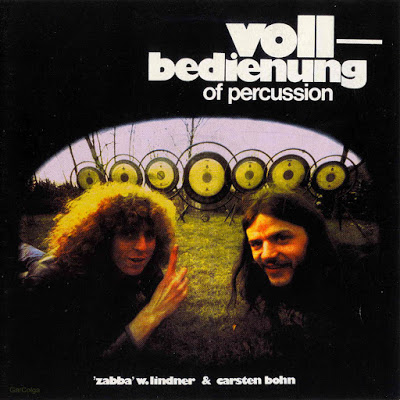 voll—
bedienung
of percussion
'zabba' w. lindner & carsten bohn